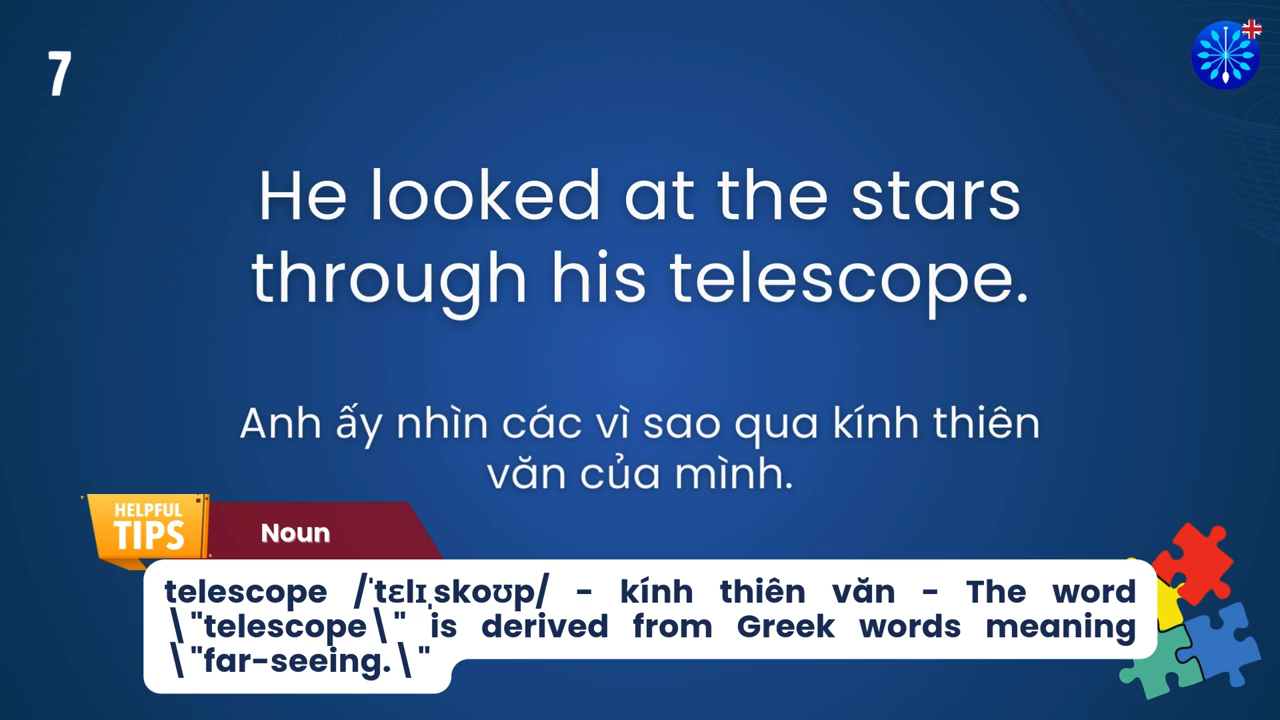 7
He looked at the stars
through his telescope.
Anh ấy nhìn các vì sao qua kính thiên
văn của mình.
HELPFUL
TIPS
Noun
telescope /ˈtɛlɪˌskoʊp/ - kính thiên văn - The word
\"telescope\" is derived from Greek words meaning
\"far-seeing.\"